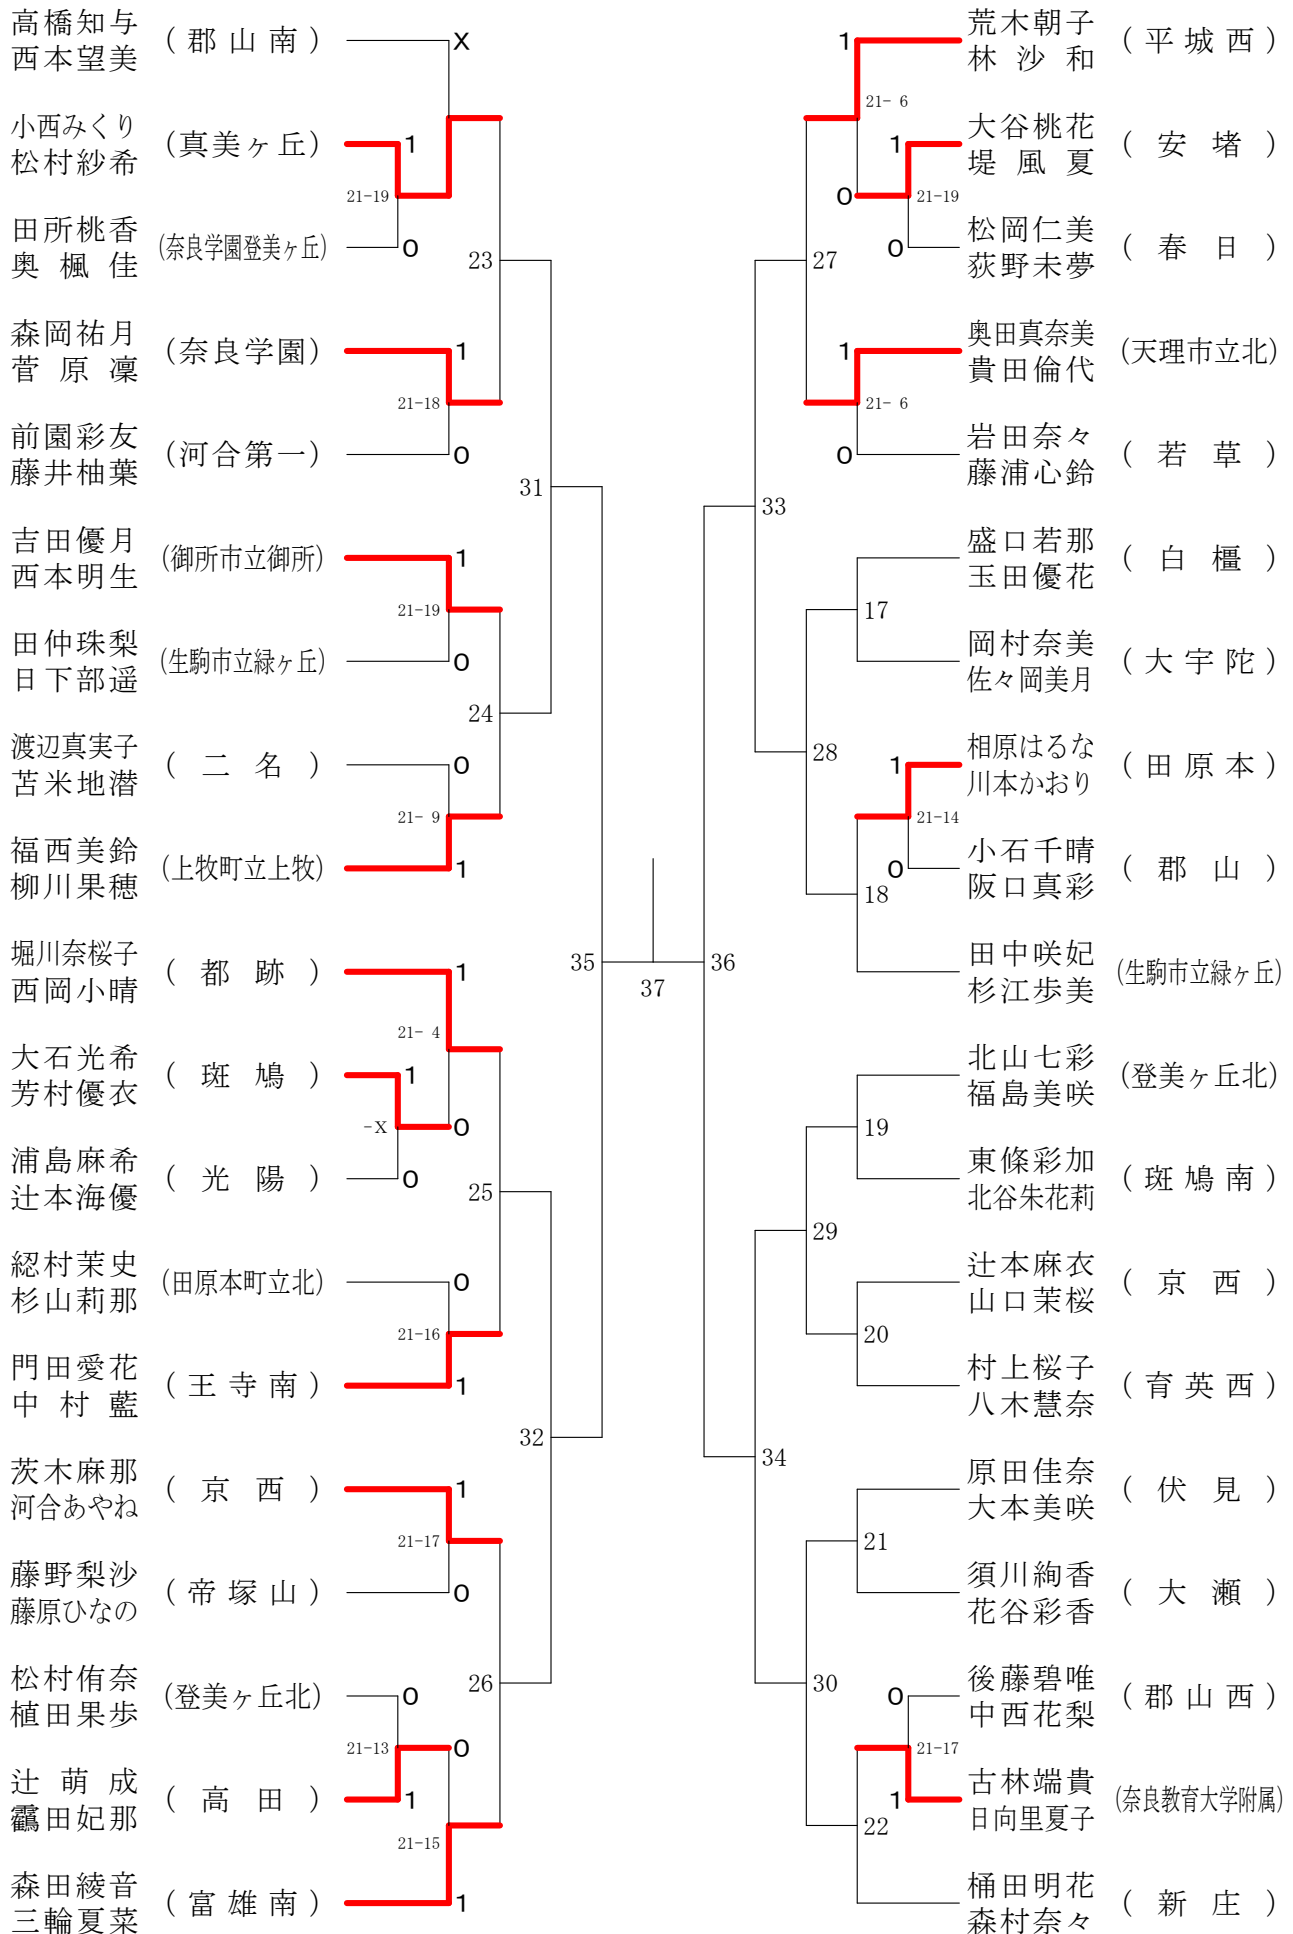 高橋知与
西本望美
(郡山南)
X
小西みくり
松村紗希
(真美ヶ丘)
1
21-19
田所桃香
奥楓佳
(奈良学園登美ヶ丘)
0
23
森岡祐月
菅原凜
(奈良学園)
1
21-18
前園彩友
藤井柚葉
(河合第一)
0
31
吉田優月
西本明生
(御所市立御所)
1
21-19
田仲珠梨
日下部遥
(生駒市立緑ヶ丘)
0
24
渡辺真実子
苫米地潜
(二名)
0
21- 9
福西美鈴
柳川果穂
(上牧町立上牧)
1
35
堀川奈桜子
西岡小晴
(都跡)
1
21- 4
大石光希
芳村優衣
(斑鳩)
1
-X
0
浦島麻希
辻本海優
(光陽)
0
25
綛村茉史
杉山莉那
(田原本町立北)
0
21-16
門田愛花
中村藍
(王寺南)
1
32
茨木麻那
河合あやね
(京西)
1
21-17
藤野梨沙
藤原ひなの
(帝塚山)
0
26
松村侑奈
植田果歩
(登美ヶ丘北)
0
21-13
0
辻萌成
靍田妃那
(高田)
1
21-15
森田綾音
三輪夏菜
(富雄南)
1
37
荒木朝子
林沙和
(平城西)
1
21- 6
大谷桃花
堤風夏
(安堵)
1
0
21-19
松岡仁美
荻野未夢
(春日)
0
27
奥田真奈美
貴田倫代
(天理市立北)
1
21- 6
岩田奈々
藤浦心鈴
(若草)
0
33
盛口若那
玉田優花
(白橿)
17
岡村奈美
佐々岡美月
(大宇陀)
28
相原はるな
川本かおり
(田原本)
1
21-14
小石千晴
阪口真彩
(郡山)
0
18
田中咲妃
杉江歩美
(生駒市立緑ヶ丘)
36
北山七彩
福島美咲
(登美ヶ丘北)
19
東條彩加
北谷朱花莉
(斑鳩南)
29
辻本麻衣
山口茉桜
(京西)
20
村上桜子
八木慧奈
(育英西)
34
原田佳奈
大本美咲
(伏見)
21
須川絢香
花谷彩香
(大瀬)
30
後藤碧唯
中西花梨
(郡山西)
0
21-17
古林端貴
日向里夏子
(奈良教育大学附属)
1
22
桶田明花
森村奈々
(新庄)